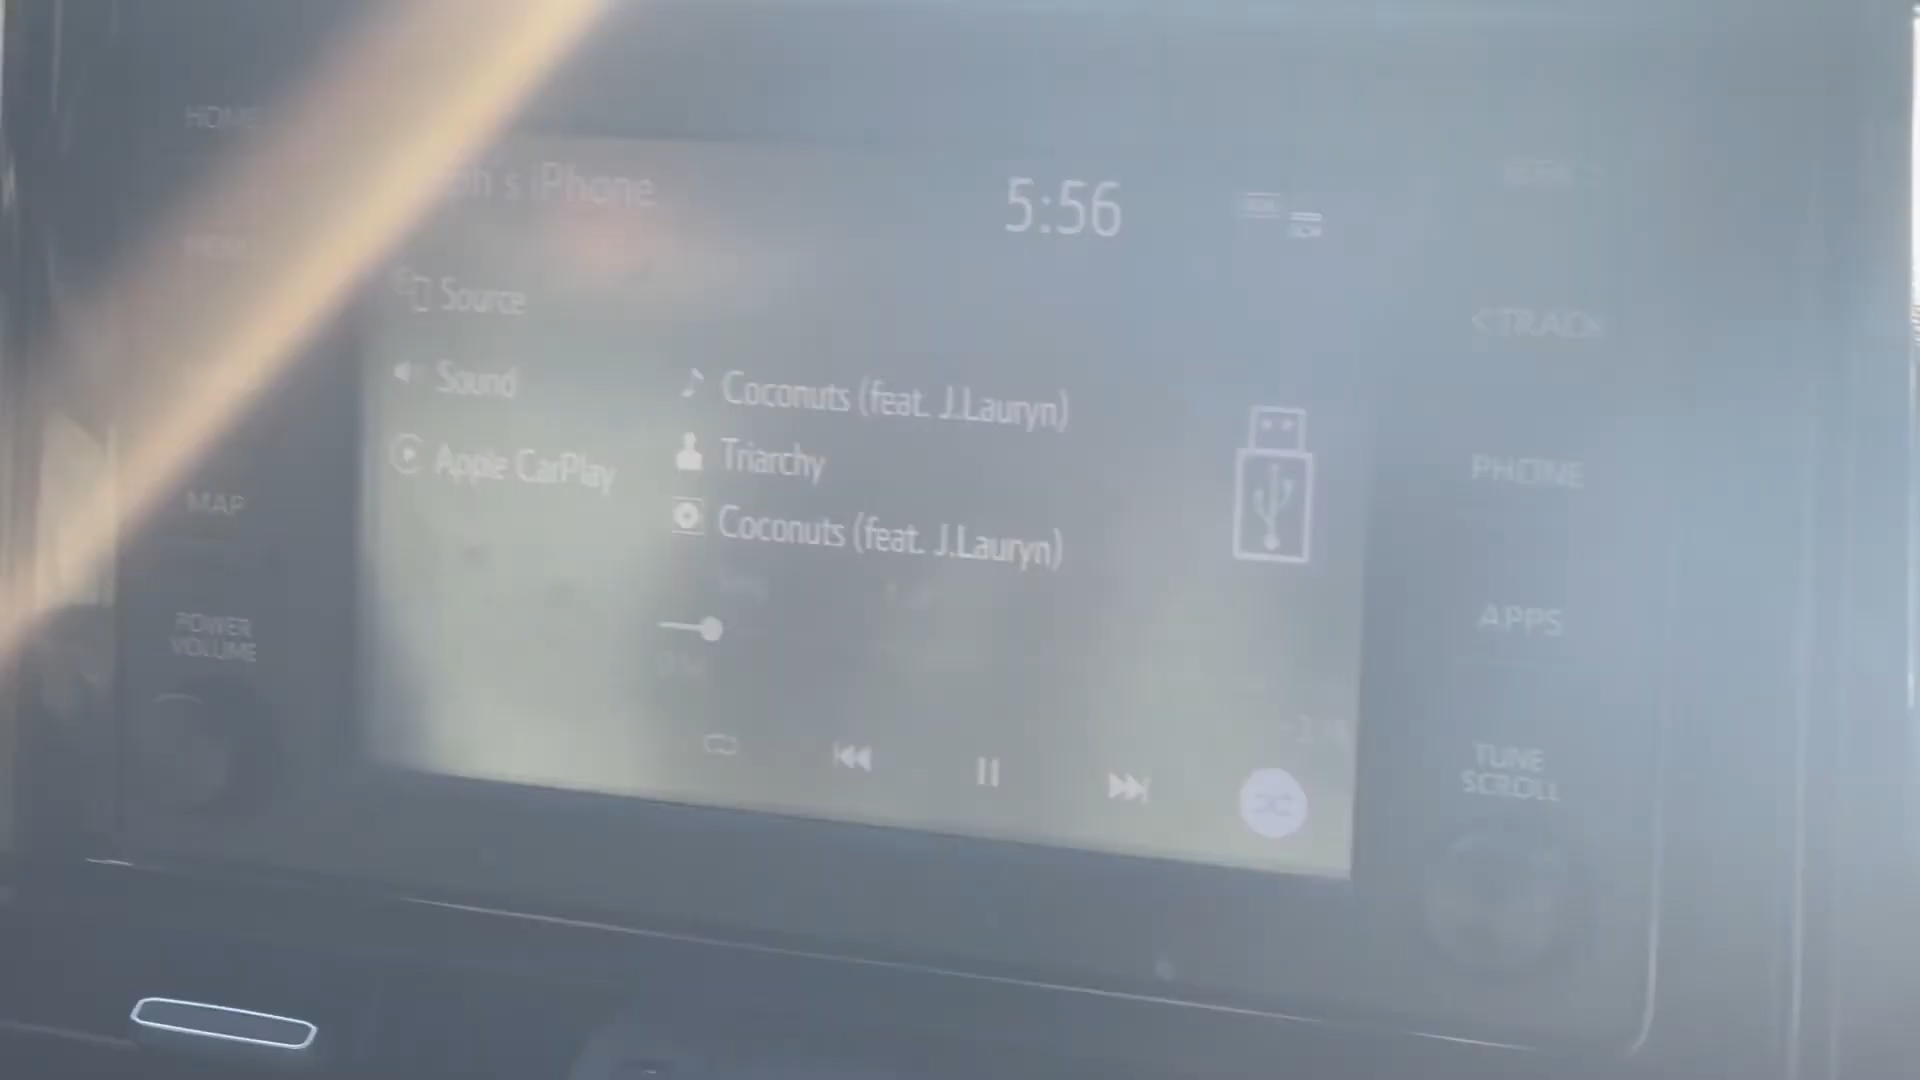 HOME
iPhone
5:56
Source
Sound
Apple CarPlay
Coconuts (feat. J.Lauryn)
Triarchy
Coconuts (feat. J.Lauryn)
MAP
POWER
VOLUME
<TRACK
PHONE
APPS
TUNE
SCROLL